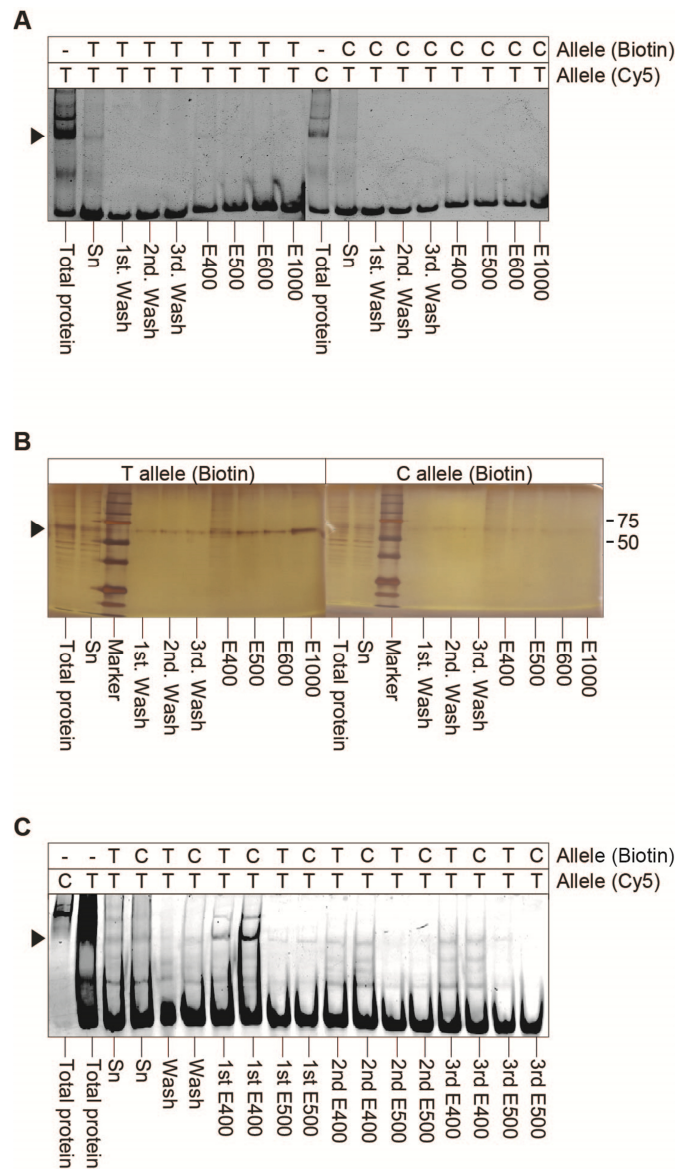 A
- T T T T T T T T - C C C C C C C C Allele (Biotin)
T T T T T T T T T C T T T T T T T T Allele (Cy5)
Total protein
Sn
1st. Wash
2nd. Wash
3rd. Wash
E400
E500
E600
E1000
Total protein
Sn
1st. Wash
2nd. Wash
3rd. Wash
E400
E500
E600
E1000
B
T allele (Biotin) C allele (Biotin)
75
50
Total protein
Sn
Marker
1st. Wash
2nd. Wash
3rd. Wash
E400
E500
E600
E1000
Total protein
Sn
Marker
1st. Wash
2nd. Wash
3rd. Wash
E400
E500
E600
E1000
C
- - T C T C T C T C T C T C T C T C Allele (Biotin)
C T T T T T T T T T T T T T T T T T Allele (Cy5)
Total protein
Total protein
Sn
Sn
Wash
Wash
1st E400
1st E400
1st E500
1st E500
2nd E400
2nd E400
2nd E500
2nd E500
3rd E400
3rd E400
3rd E500
3rd E500